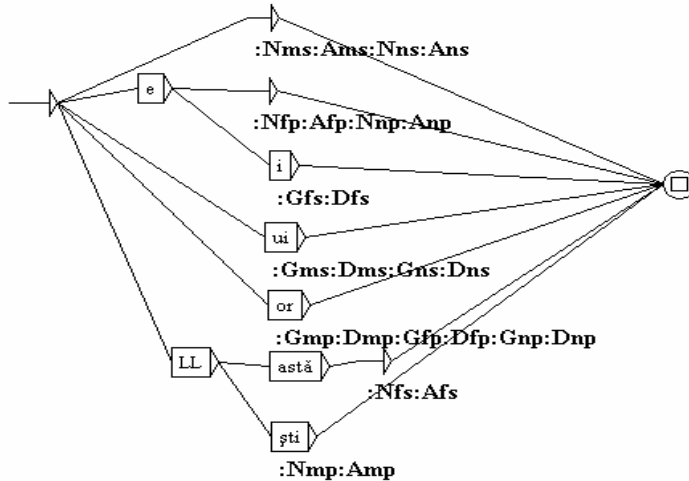 :Nms:Ams:Nns:Ans
e
:Nfp:Afp:Nnp:Anp
i
:Gfs:Dfs
ui
:Gms:Dms:Gns:Dns
or
:Gmp:Dmp:Gfp:Dfp:Gnp:Dnp
LL
astă
:Nfs:Afs
ști
:Nmp:Amp